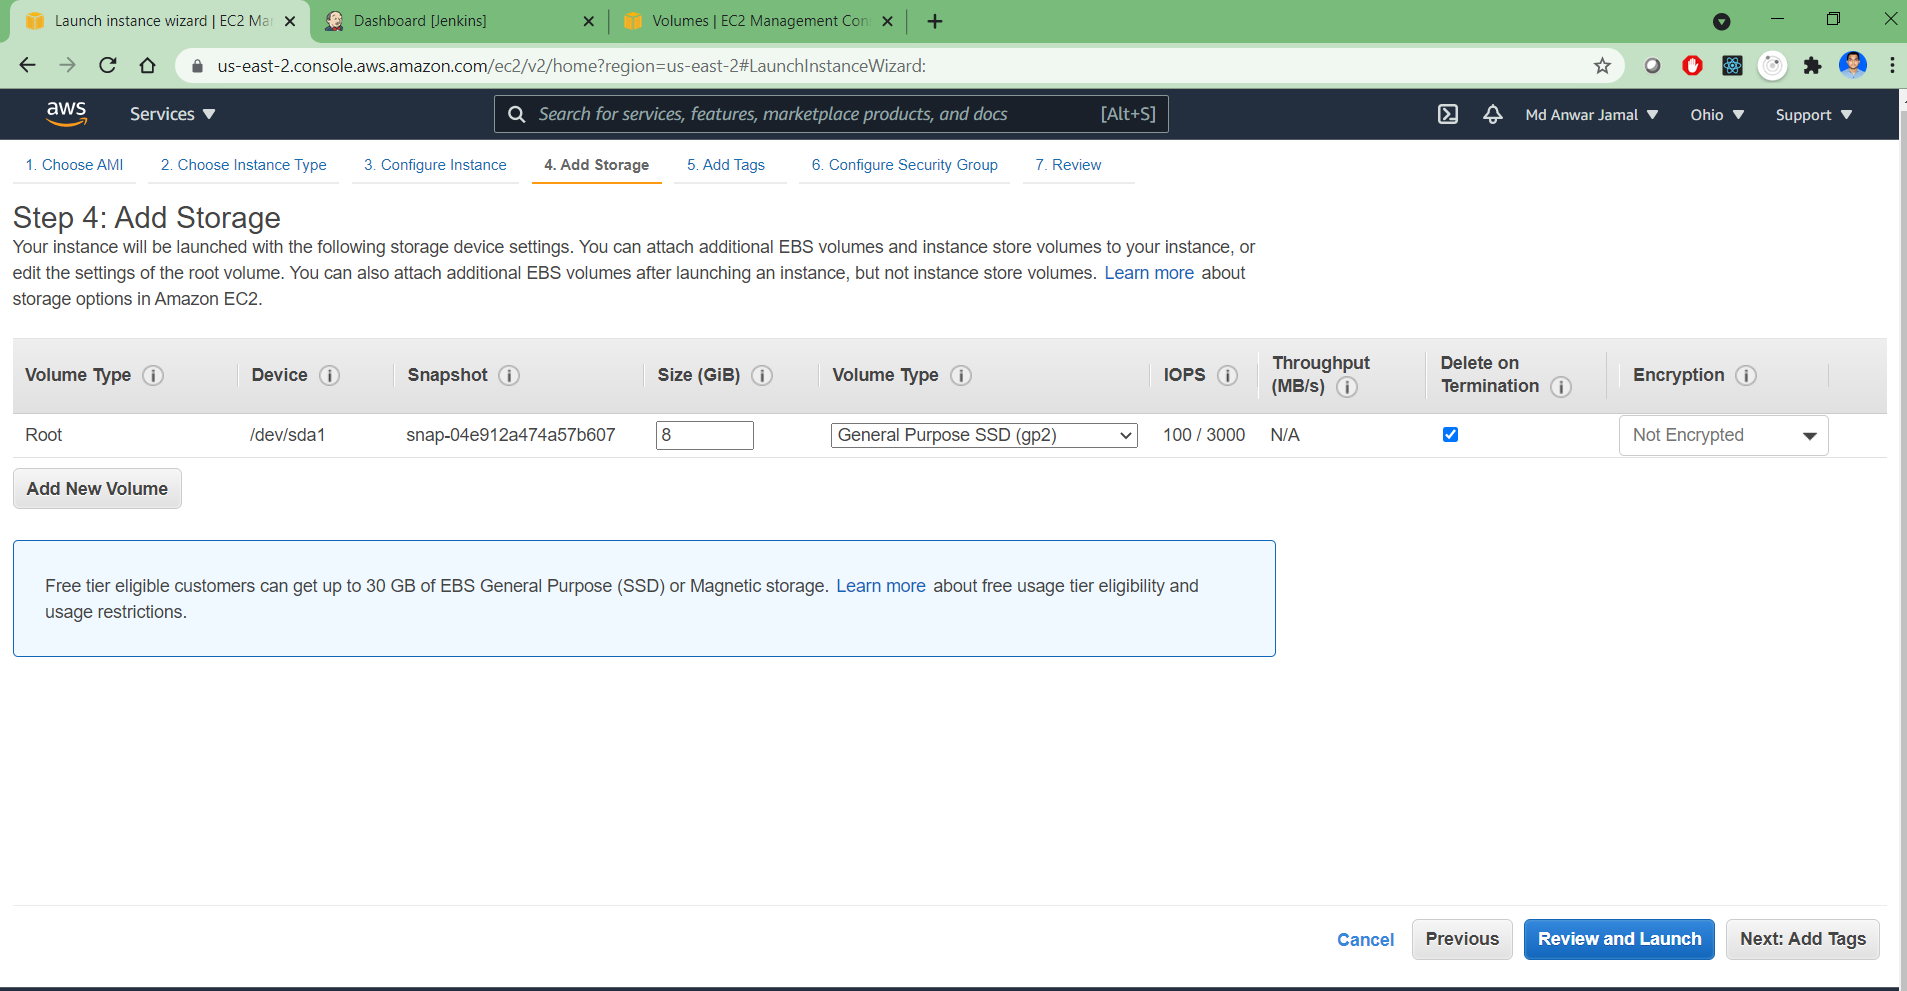 Launch instance wizard | EC2 Mar
Dashboard [Jenkins]
Volumes | EC2 Management Con
us-east-2.console.aws.amazon.com/ec2/v2/home?region=us-east-2#LaunchInstanceWizard:
aws
Services
Search for services, features, marketplace products, and docs
[Alt+S]
Md Anwar Jamal
Ohio
Support
1. Choose AMI
2. Choose Instance Type
3. Configure Instance
4. Add Storage
5. Add Tags
6. Configure Security Group
7. Review
Step 4: Add Storage
Your instance will be launched with the following storage device settings. You can attach additional EBS volumes and instance store volumes to your instance, or
edit the settings of the root volume. You can also attach additional EBS volumes after launching an instance, but not instance store volumes. Learn more about
storage options in Amazon EC2.
Volume Type
Device
Snapshot
Size (GiB)
Volume Type
IOPS
Throughput
(MB/s)
Delete on
Termination
Encryption
Root
/dev/sda1
snap-04e912a474a57b607
8
General Purpose SSD (gp2)
100 / 3000
N/A
Not Encrypted
Add New Volume
Free tier eligible customers can get up to 30 GB of EBS General Purpose (SSD) or Magnetic storage. Learn more about free usage tier eligibility and
usage restrictions.
Cancel
Previous
Review and Launch
Next: Add Tags